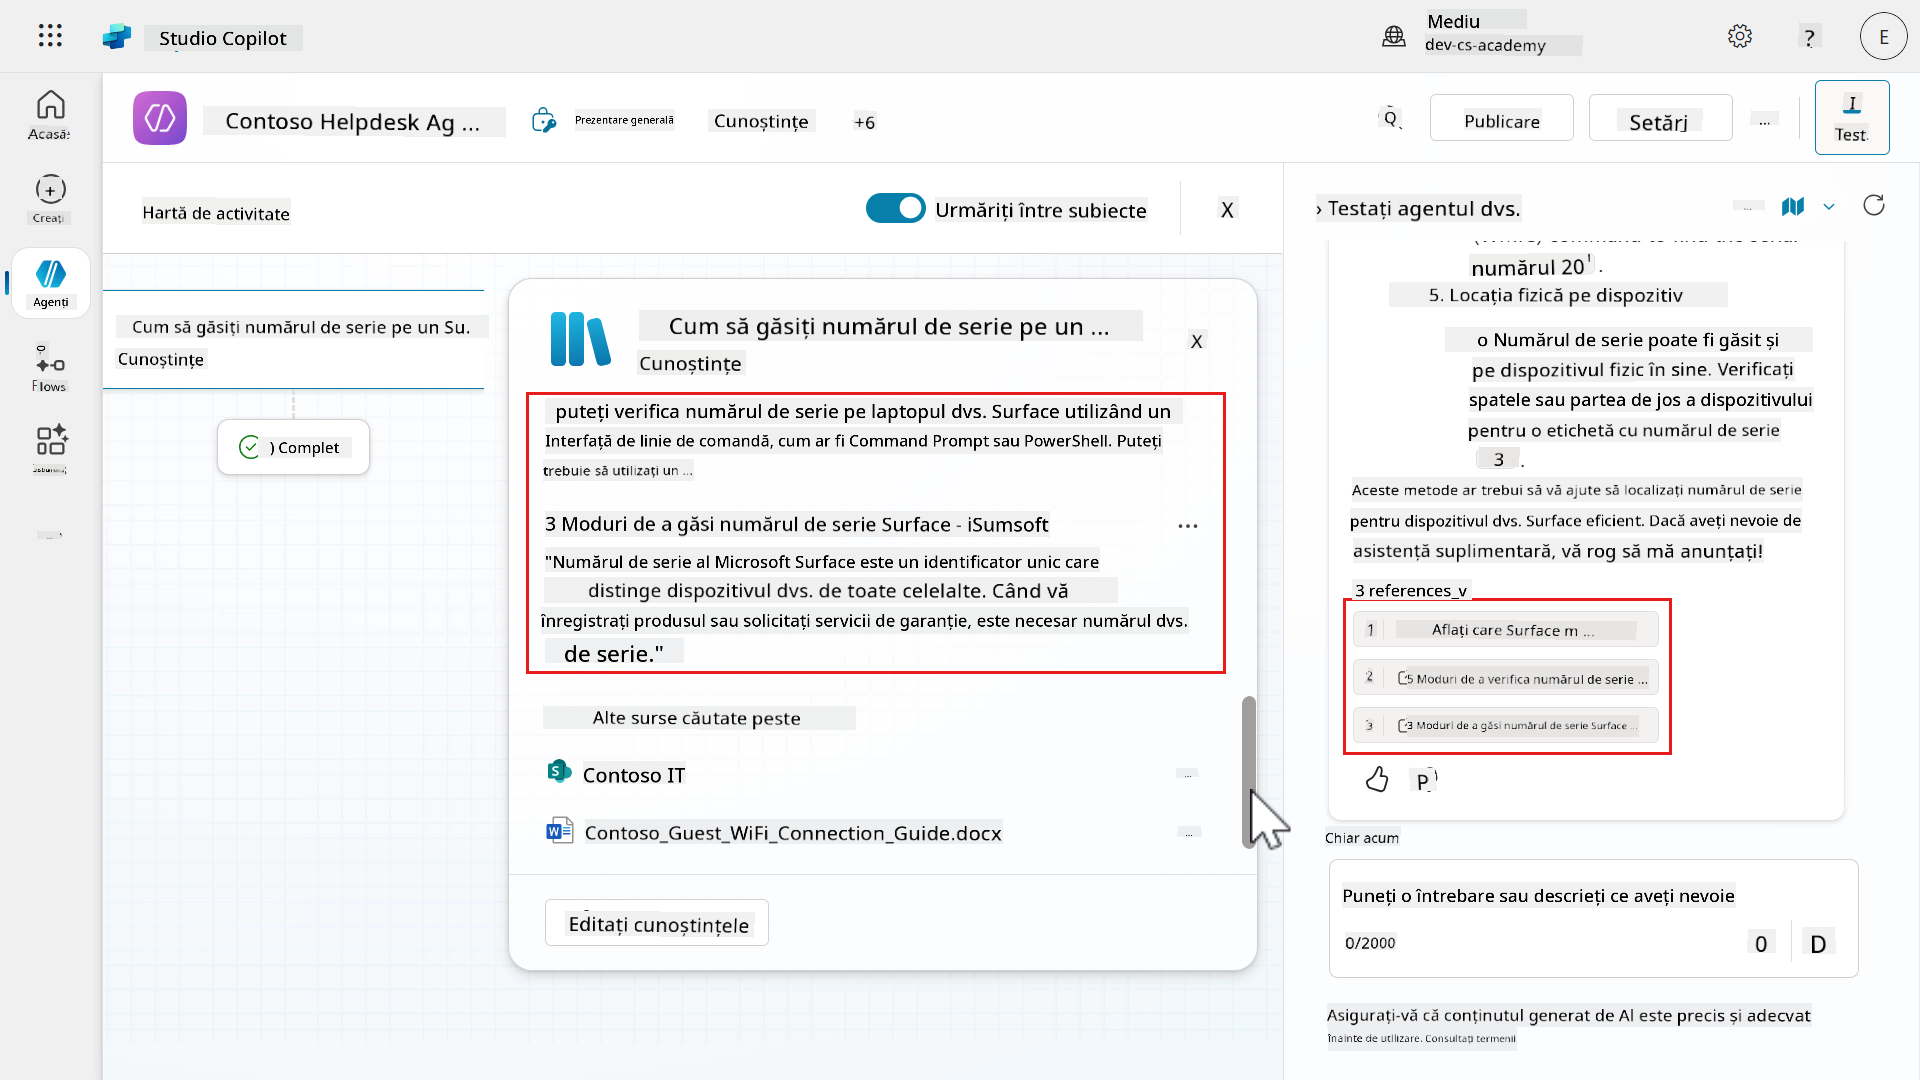 Studio Copilot
Mediu
dev-cs-academy
?
E
Acasă
Creați
Agenți
Flows
Contoso Helpdesk Ag ...
Prezentare generală
Cunoștințe
+6
Q
Publicare
Setări
...
I
Test
Hartă de activitate
Urmăriți între subiecte
X
Cum să găsiți numărul de serie pe un Su.
Cunoștințe
) Complet
Cum să găsiți numărul de serie pe un ...
Cunoștințe
X
puteți verifica numărul de serie pe laptopul dvs. Surface utilizând un
Interfață de linie de comandă, cum ar fi Command Prompt sau PowerShell. Puteți
trebuie să utilizați un ...
3 Moduri de a găsi numărul de serie Surface - iSumsoft
...
"Numărul de serie al Microsoft Surface este un identificator unic care
distinge dispozitivul dvs. de toate celelalte. Când vă
înregistrați produsul sau solicitați servicii de garanție, este necesar numărul dvs.
de serie."
Alte surse căutate peste
Contoso IT
...
Contoso_Guest_WiFi_Connection_Guide.docx
...
Editați cunoștințele
› Testați agentul dvs.
...
numărul 20 .
5. Locația fizică pe dispozitiv
o Numărul de serie poate fi găsit și
pe dispozitivul fizic în sine. Verificați
spatele sau partea de jos a dispozitivului
pentru o etichetă cu numărul de serie
3 .
Aceste metode ar trebui să vă ajute să localizați numărul de serie
pentru dispozitivul dvs. Surface eficient. Dacă aveți nevoie de
asistență suplimentară, vă rog să mă anunțați!
3 references_v
1 Aflați care Surface m ...
2 5 Moduri de a verifica numărul de serie ...
3 3 Moduri de a găsi numărul de serie Surface ...
P
Chiar acum
Puneți o întrebare sau descrieți ce aveți nevoie
0/2000
0
D
Asigurați-vă că conținutul generat de AI este precis și adecvat
înainte de utilizare. Consultați termenii